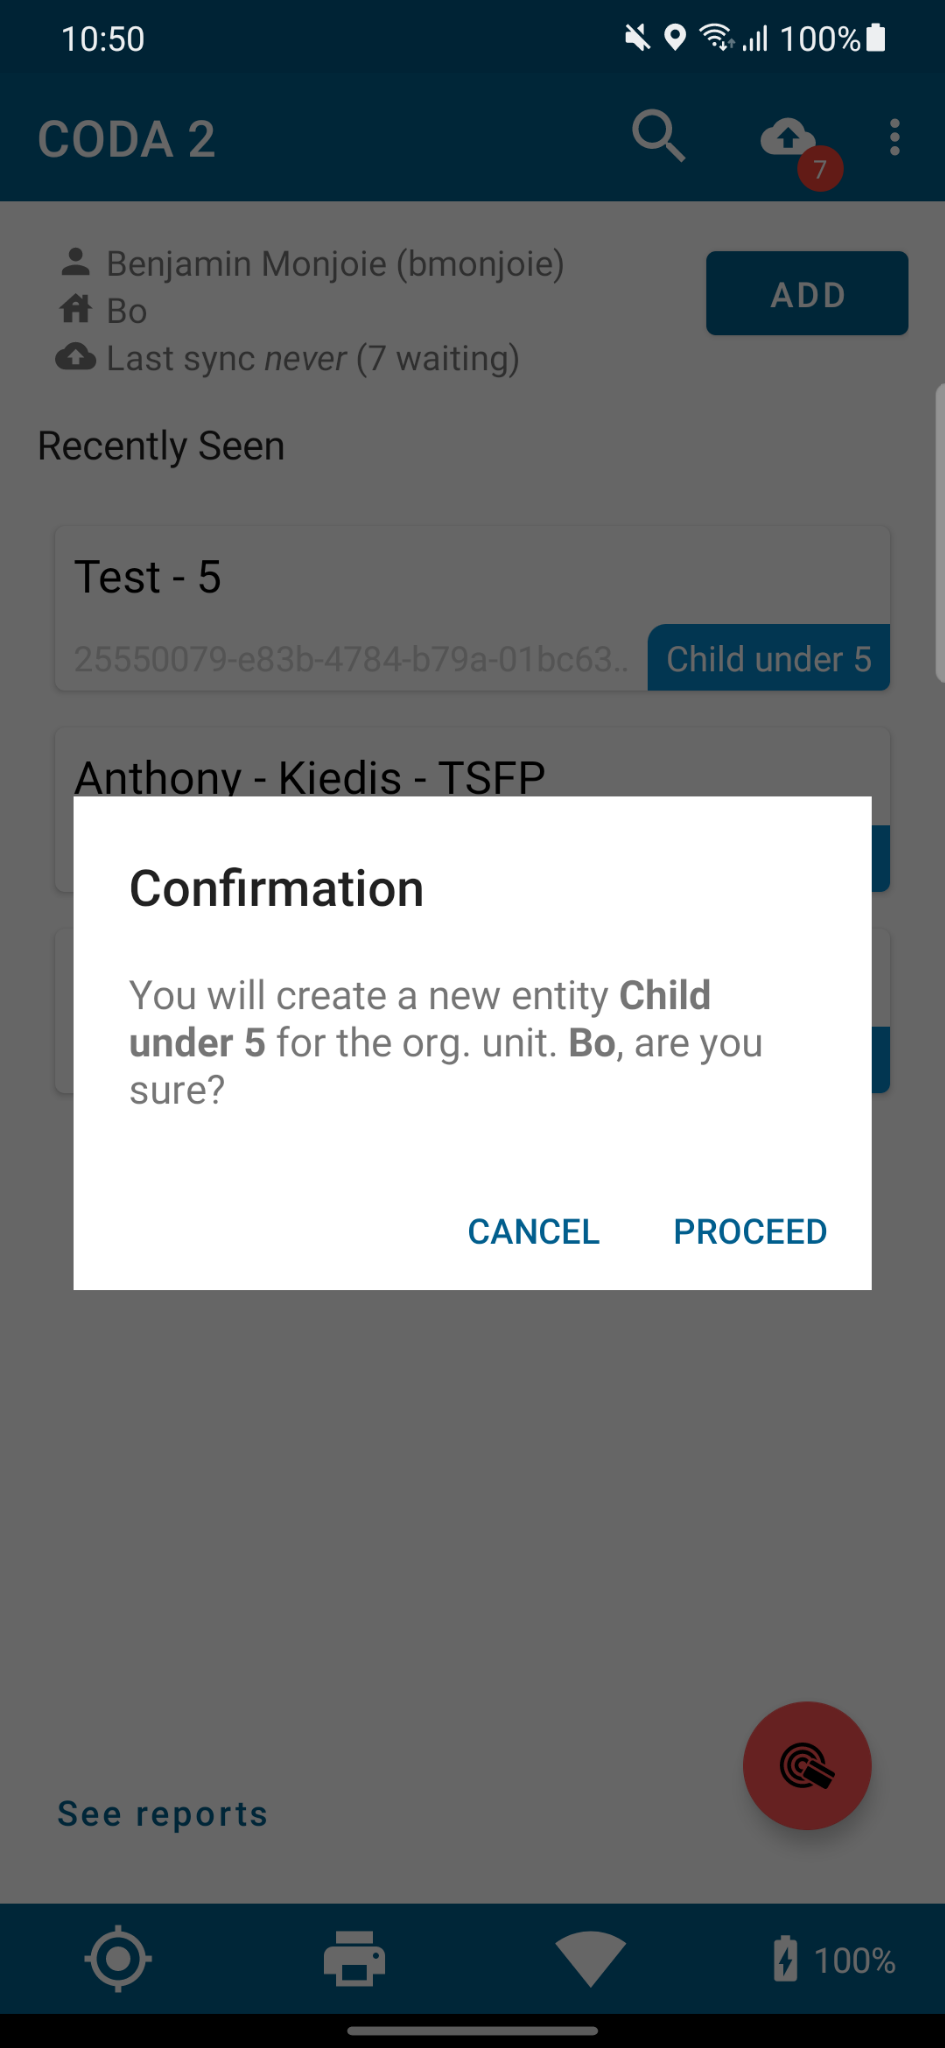 10:50
100%
CODA 2
7
Benjamin Monjoie (bmonjoie)
Bo
Last sync never (7 waiting)
ADD
Recently Seen
Test - 5
25550079-e83b-4784-b79a-01bc63..
Child under 5
Anthony - Kiedis - TSFP
Confirmation
You will create a new entity Child
under 5 for the org. unit. Bo, are you
sure?
CANCEL PROCEED
See reports
100%